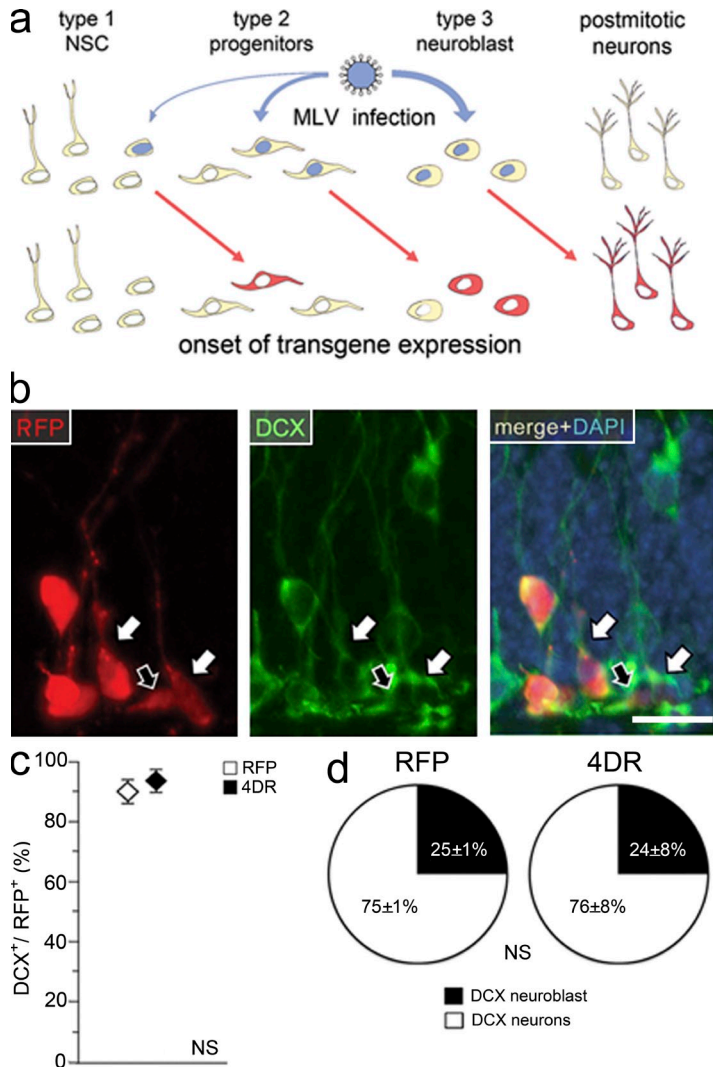 a
type 1
NSC
type 2
progenitors
type 3
neuroblast
postmitotic
neurons
MLV infection
onset of transgene expression
b
RFP
DCX
merge+DAPI
c
100
80
60
40
20
0
DCX⁺/ RFP⁺ (%)
RFP
4DR
NS
d
RFP
4DR
25±1%
75±1%
24±8%
76±8%
NS
DCX neuroblast
DCX neurons